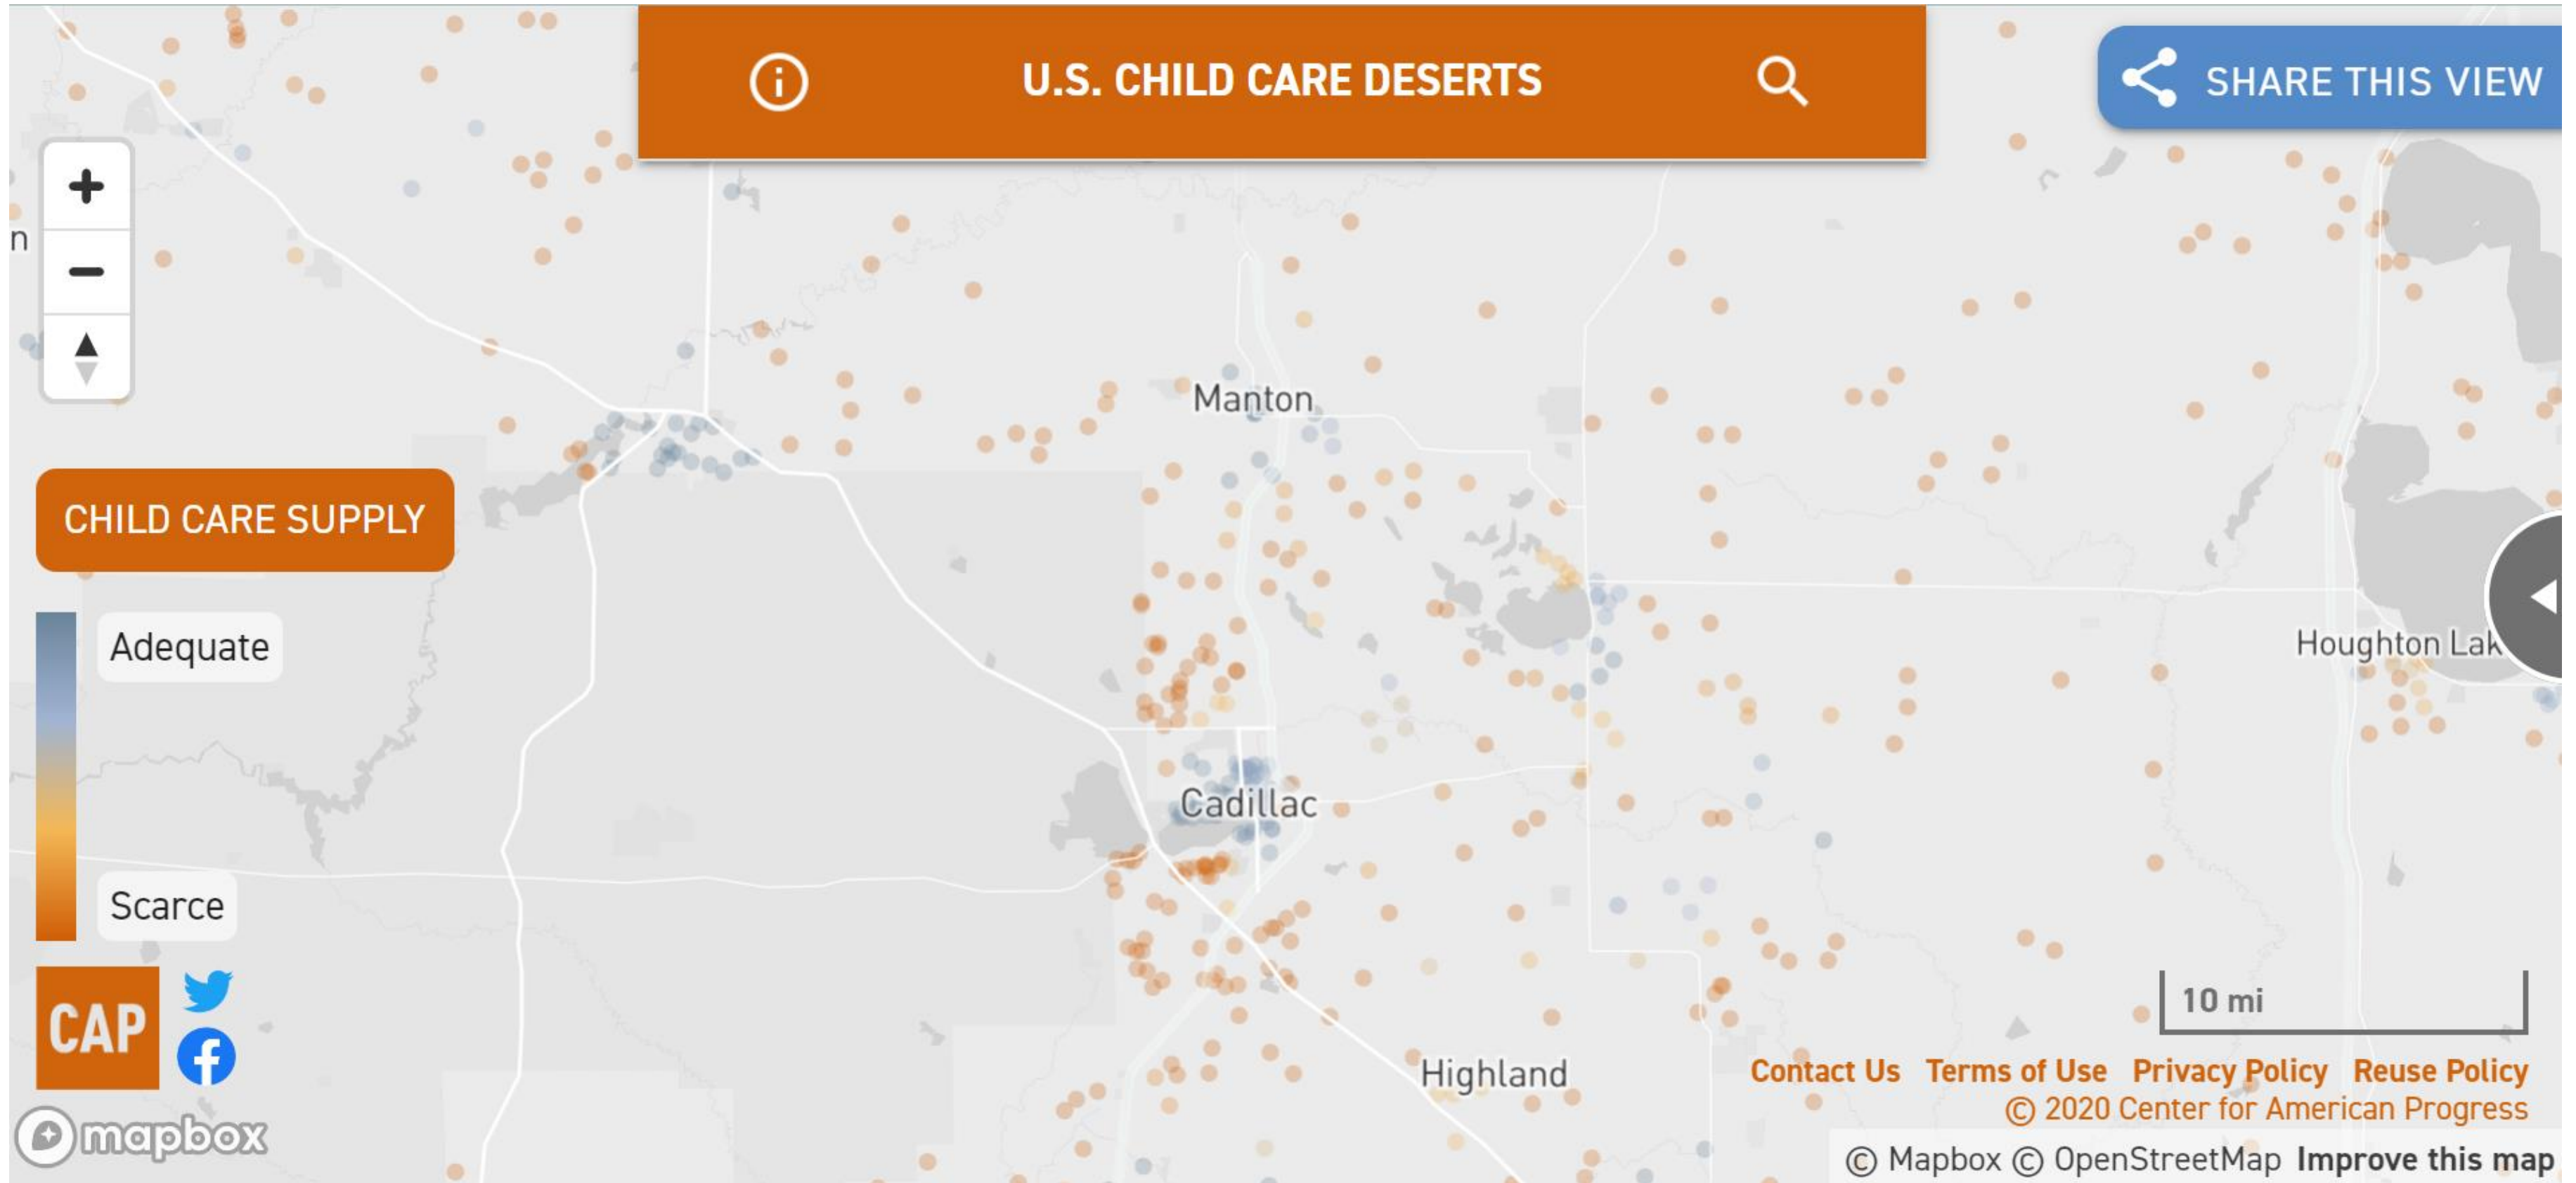 U.S. CHILD CARE DESERTS
SHARE THIS VIEW
n
Manton
CHILD CARE SUPPLY
Adequate
Houghton Lak
Cadillac
Scarce
10 mi
CAP
Highland
Contact Us Terms of Use Privacy Policy Reuse Policy
© 2020 Center for American Progress
mapbox
© Mapbox © OpenStreetMap Improve this map